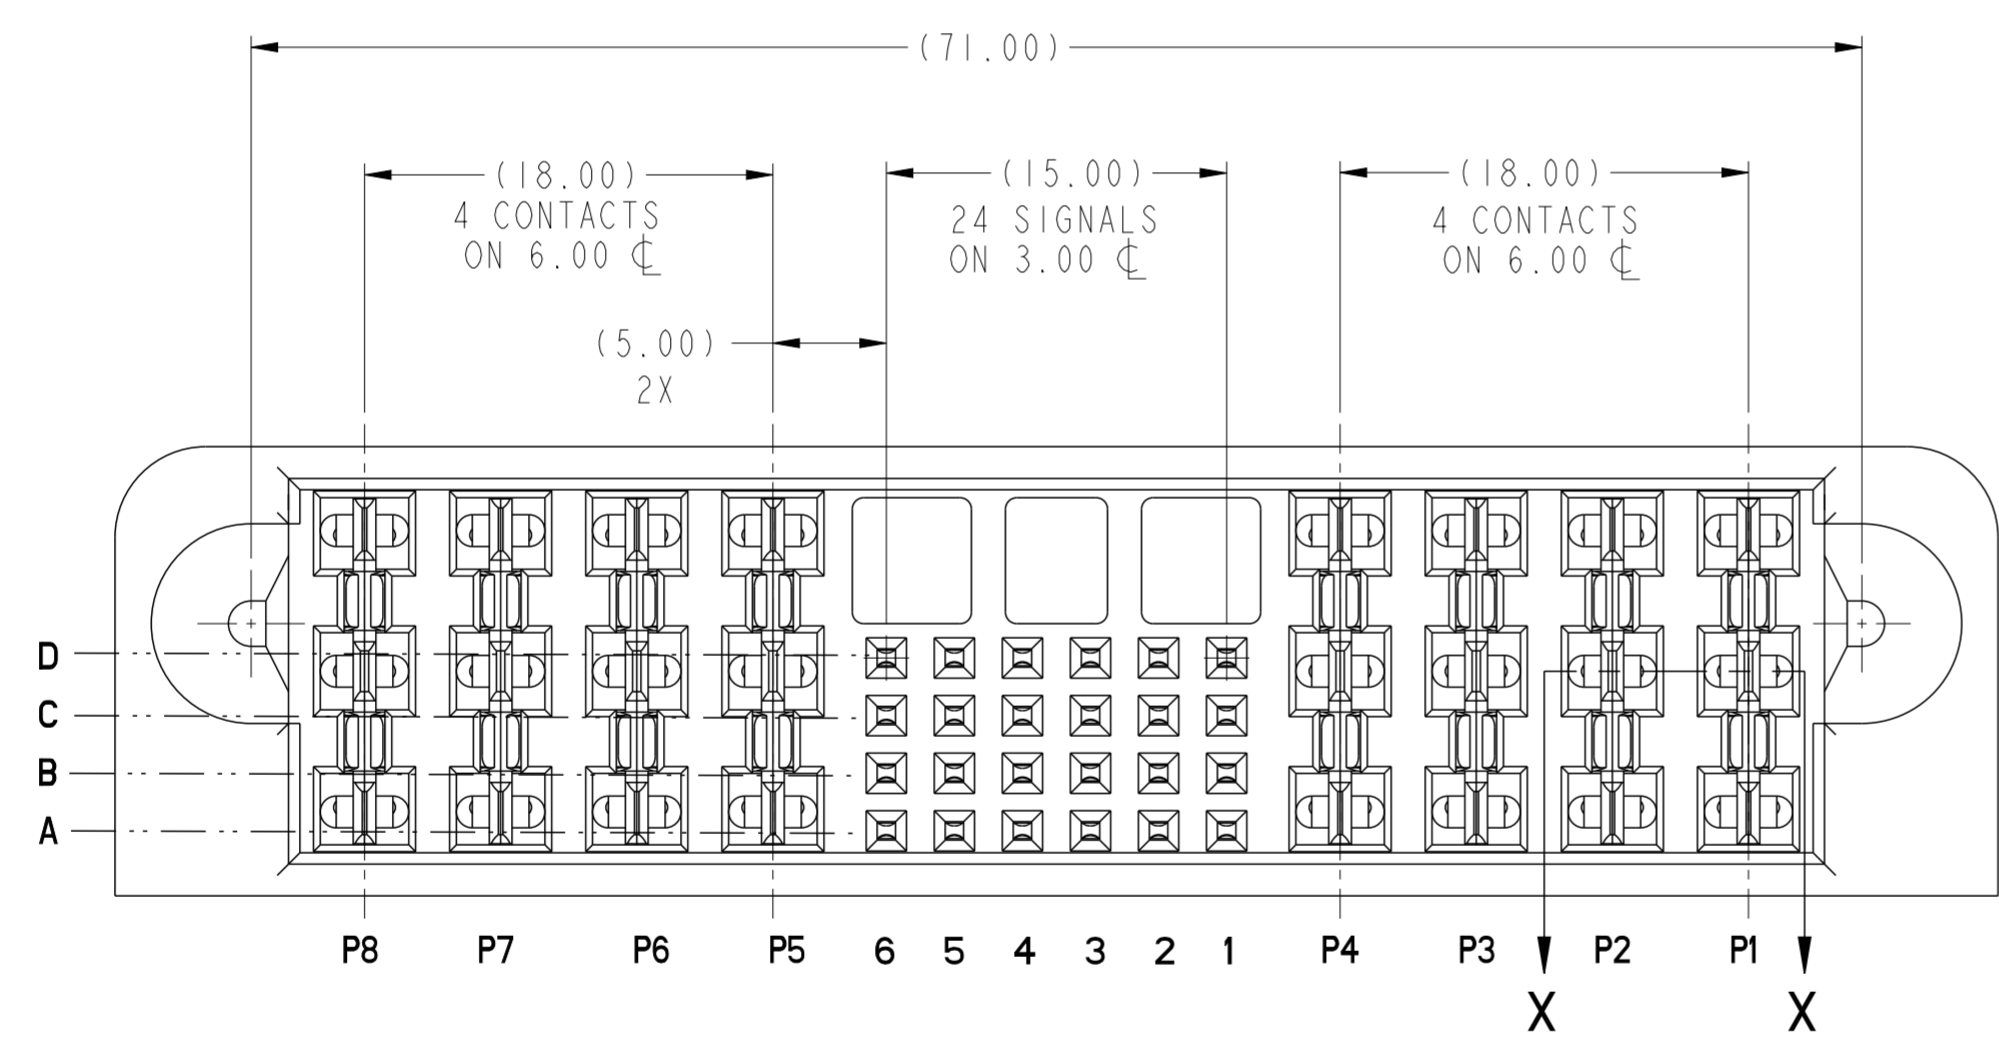 (71.00)
(18.00)
4 CONTACTS
ON 6.00 ℄
(15.00)
24 SIGNALS
ON 3.00 ℄
(18.00)
4 CONTACTS
ON 6.00 ℄
(5.00)
2X
D
C
B
A
P8 P7 P6 P5 6 5 4 3 2 1 P4 P3 P2 P1
X X